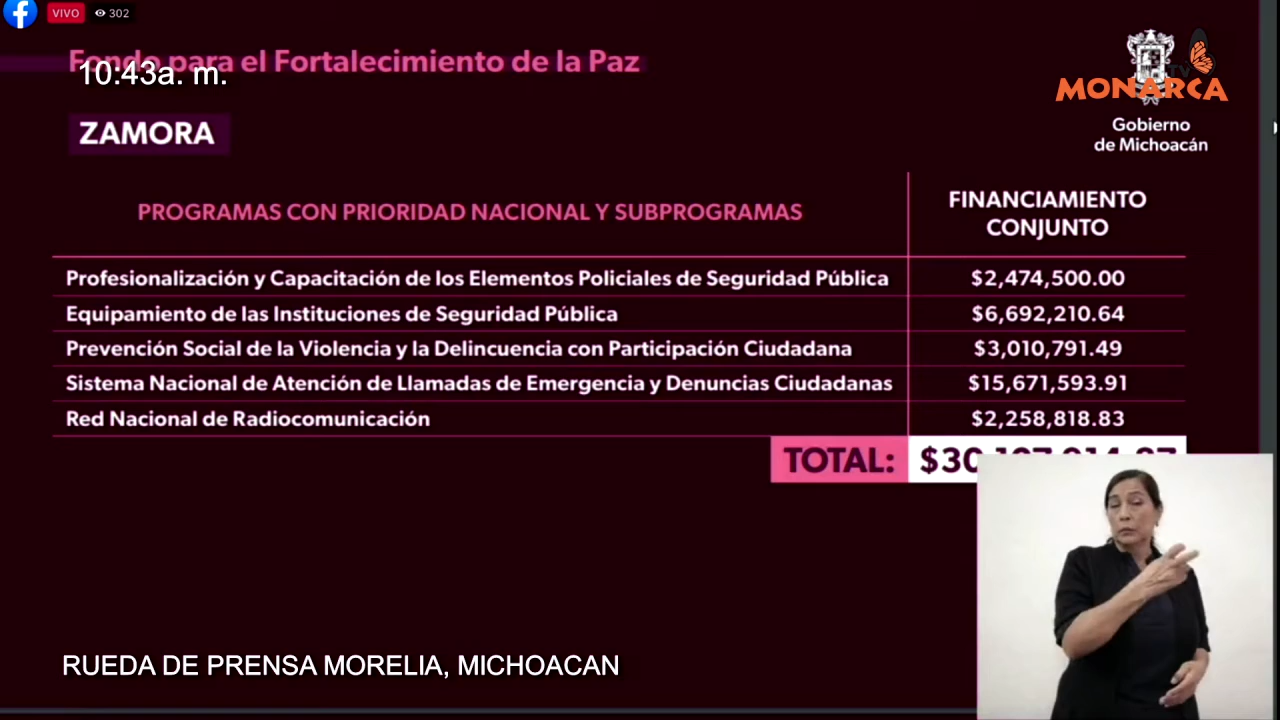 VIVO 302
Fondo para el Fortalecimiento de la Paz
10:43a. m.
TV
MONARCA
ZAMORA
Gobierno
de Michoacán
PROGRAMAS CON PRIORIDAD NACIONAL Y SUBPROGRAMAS
FINANCIAMIENTO
CONJUNTO
Profesionalización y Capacitación de los Elementos Policiales de Seguridad Pública $2,474,500.00
Equipamiento de las Instituciones de Seguridad Pública $6,692,210.64
Prevención Social de la Violencia y la Delincuencia con Participación Ciudadana $3,010,791.49
Sistema Nacional de Atención de Llamadas de Emergencia y Denuncias Ciudadanas $15,671,593.91
Red Nacional de Radiocomunicación $2,258,818.83
TOTAL:
RUEDA DE PRENSA MORELIA, MICHOACAN